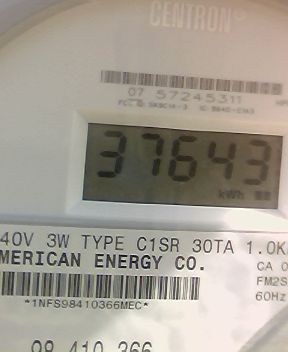 CENTRON
07 57245311
37643
kWh
40V 3W TYPE C1SR 30TA 1.0K
MERICAN ENERGY CO.
CA 0
FM2S
60Hz
*1NFS98410366MEC*
98 410 366